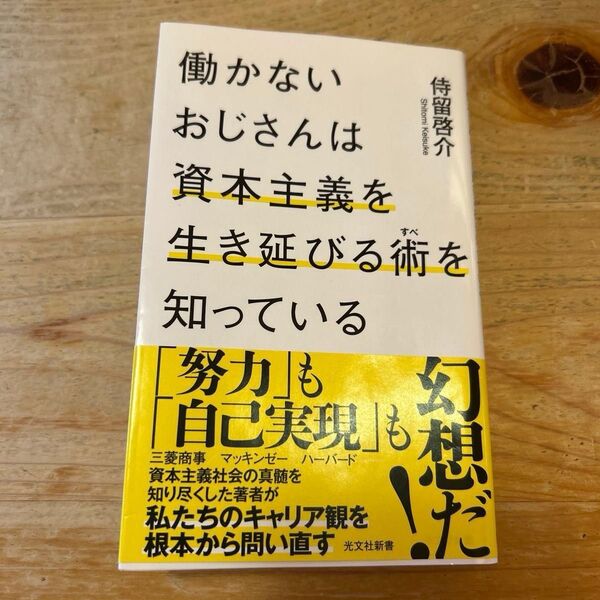 働かない
おじさんは
資本主義を
生き延びる術を
すべ
知っている
侍留啓介
Shitomi Keisuke
「努力」も
「自己実現」も
幻想だ!
三菱商事 マッキンゼー ハーバード
資本主義社会の真髄を
知り尽くした著者が
私たちのキャリア観を
根本から問い直す
光文社新書